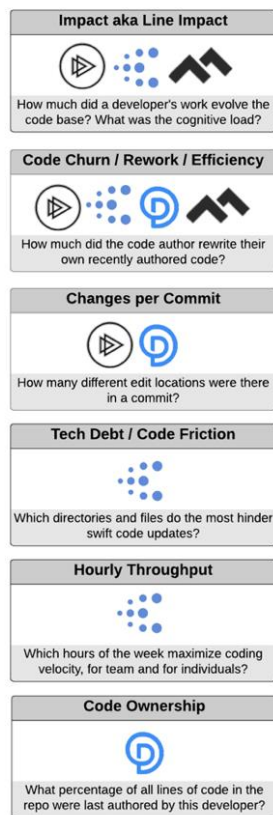 Impact aka Line Impact
How much did a developer's work evolve the
code base? What was the cognitive load?
Code Churn / Rework / Efficiency
How much did the code author rewrite their
own recently authored code?
Changes per Commit
How many different edit locations were there
in a commit?
Tech Debt / Code Friction
Which directories and files do the most hinder
swift code updates?
Hourly Throughput
Which hours of the week maximize coding
velocity, for team and for individuals?
Code Ownership
What percentage of all lines of code in the
repo were last authored by this developer?